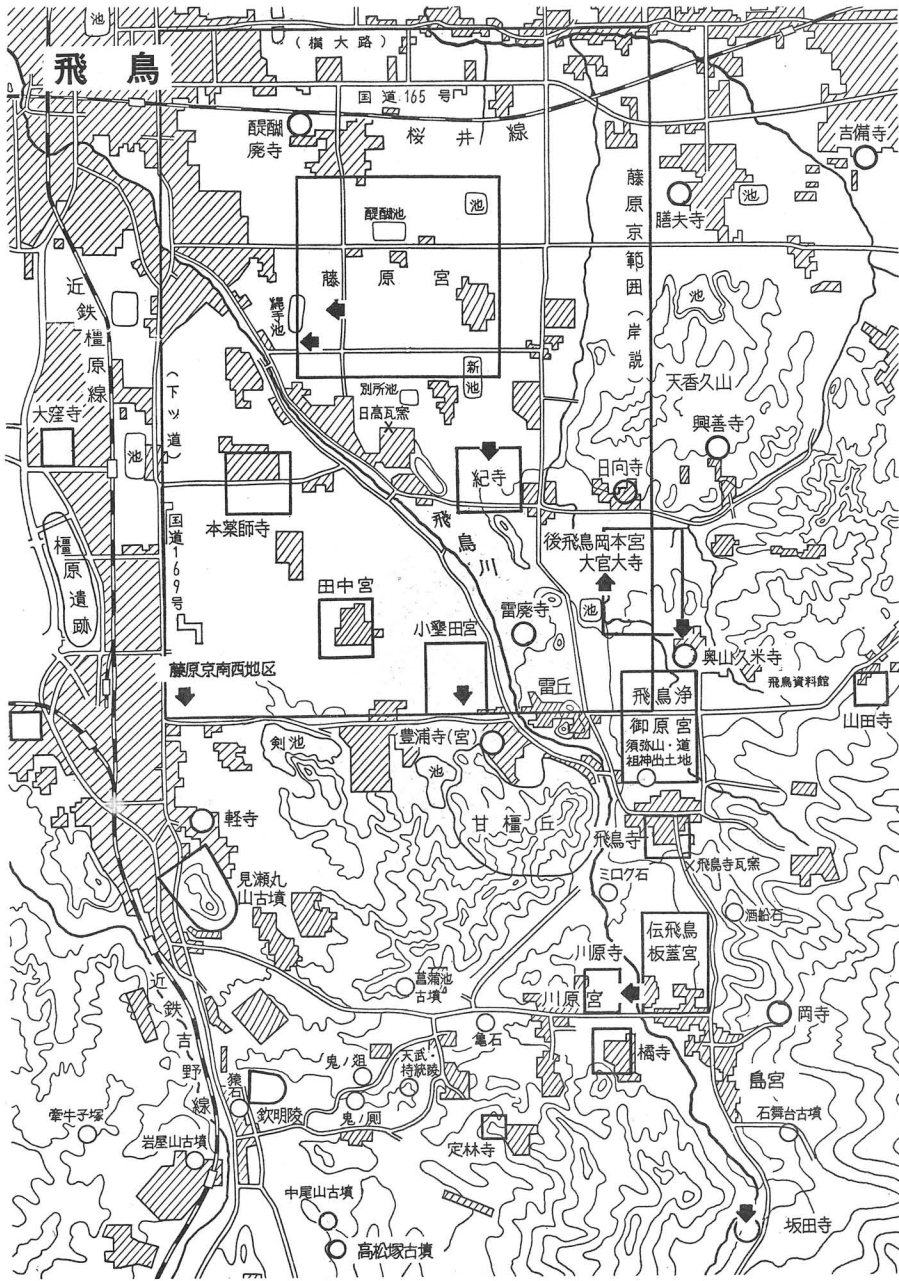 飛鳥
池
(横大路)
国道165号
桜井線
醍醐
廃寺
吉備寺
膳夫寺
池
池
醍醐池
藤原宮
縄手池
藤原京範囲(岸説)
池
近鉄橿原線
(下ツ道)
天香久山
新池
別所池
日高瓦窯
大窪寺
池
興善寺
日向寺
紀寺
本薬師寺
飛鳥川
国道169号
橿原遺跡
後飛鳥岡本宮
大官大寺
田中宮
雷廃寺
池
小墾田宮
奥山久米寺
飛鳥資料館
藤原京南西地区
雷丘
飛鳥浄
御原宮
山田寺
須弥山・道
祖神出土地
豊浦寺(宮)
剣池
池
甘橿丘
軽寺
飛鳥寺
飛鳥寺瓦窯
見瀬丸
山古墳
ミロク石
酒船石
伝飛鳥
板蓋宮
川原寺
川原宮
菖蒲池
古墳
岡寺
亀石
橘寺
近鉄吉野線
鬼ノ俎
天武・
持統陵
島宮
猿石
欽明陵
鬼ノ厠
石舞台古墳
牽牛子塚
岩屋山古墳
定林寺
中尾山古墳
坂田寺
高松塚古墳